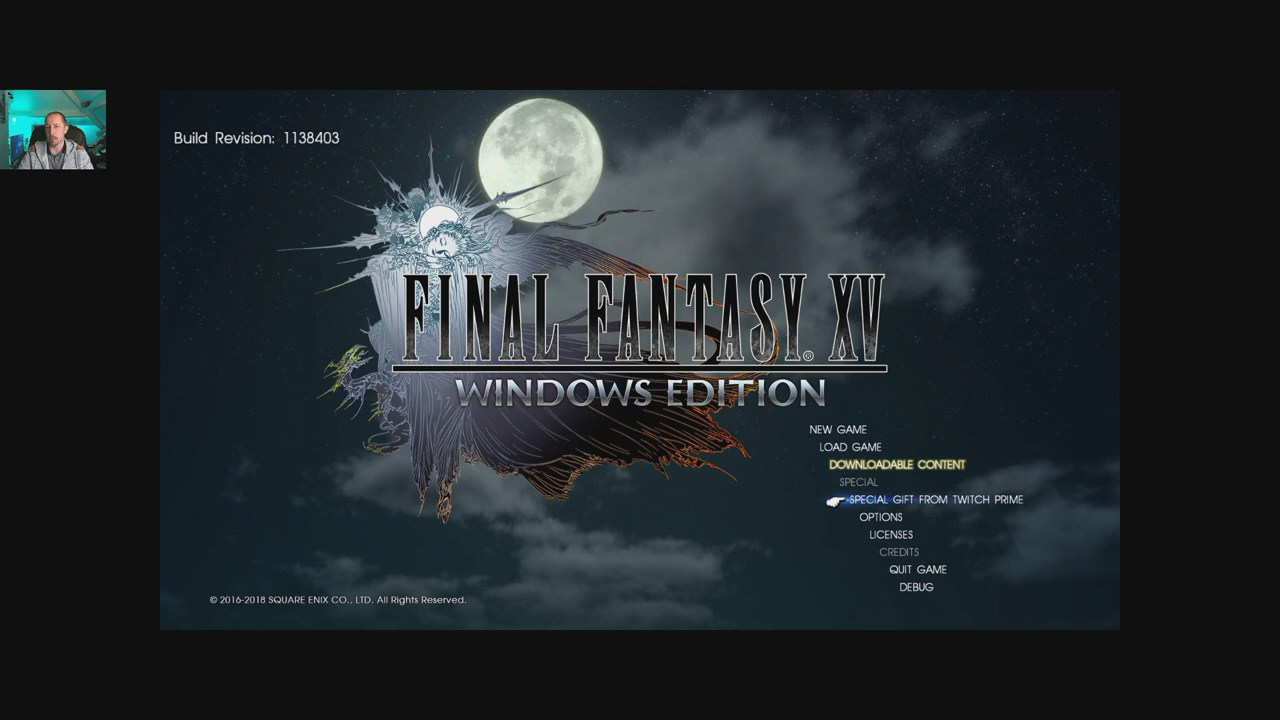 Build Revision: 1138403
FINAL FANTASY® XV
WINDOWS EDITION
NEW GAME
LOAD GAME
DOWNLOADABLE CONTENT
SPECIAL
SPECIAL GIFT FROM TWITCH PRIME
OPTIONS
LICENSES
CREDITS
QUIT GAME
DEBUG
© 2016-2018 SQUARE ENIX CO., LTD. All Rights Reserved.